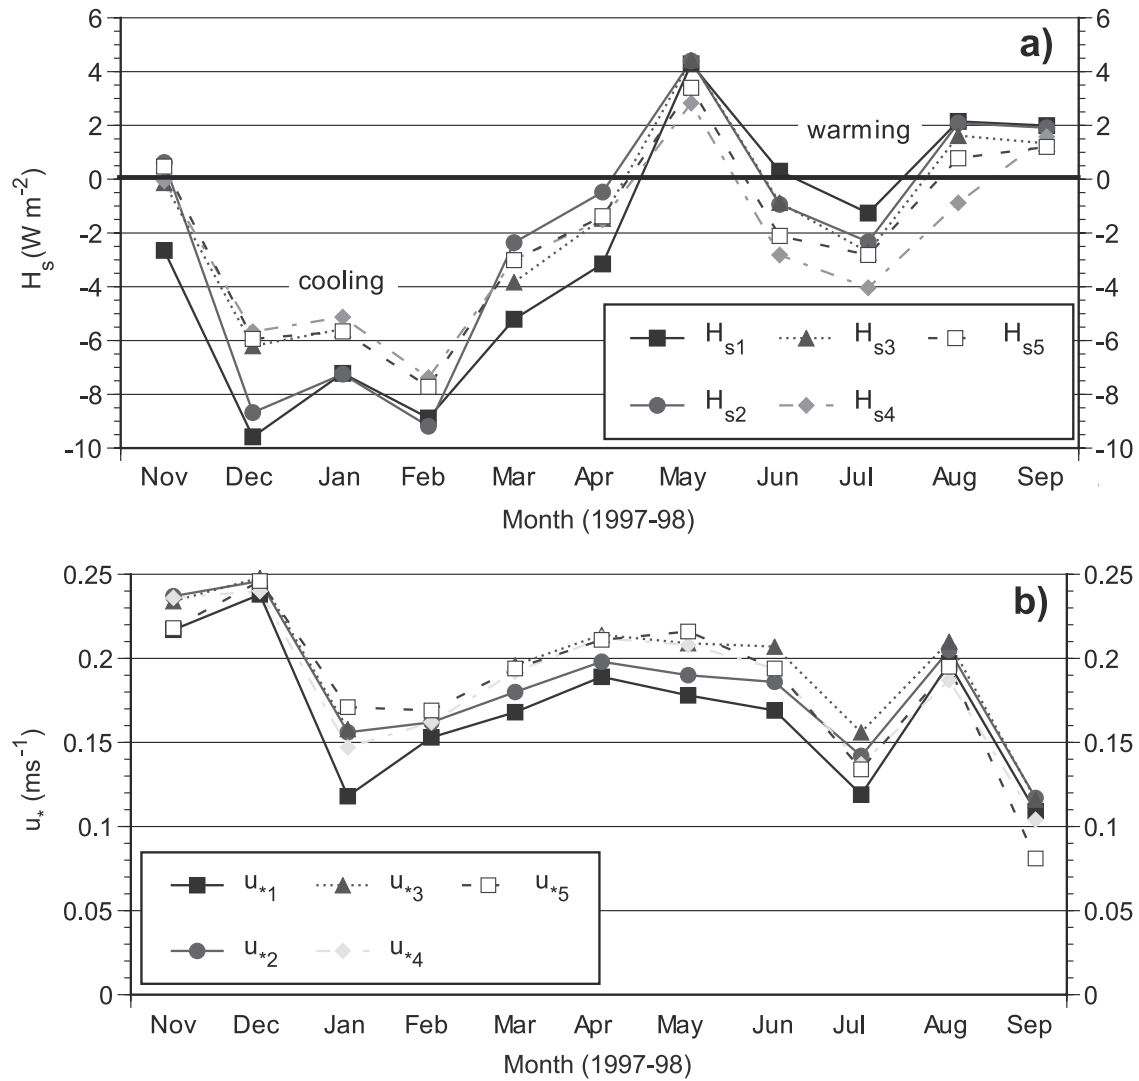 a)
6 6
4 4
2 2
0 0
-2 -2
-4 -4
-6 -6
-8 -8
-10 -10
H_s (W m^-2)
warming
cooling
H_s1 H_s3 H_s5
H_s2 H_s4
Nov Dec Jan Feb Mar Apr May Jun Jul Aug Sep
Month (1997-98)
b)
0.25 0.25
0.2 0.2
0.15 0.15
0.1 0.1
0.05 0.05
0 0
u_* (ms^-1)
u_*1 u_*3 u_*5
u_*2 u_*4
Nov Dec Jan Feb Mar Apr May Jun Jul Aug Sep
Month (1997-98)